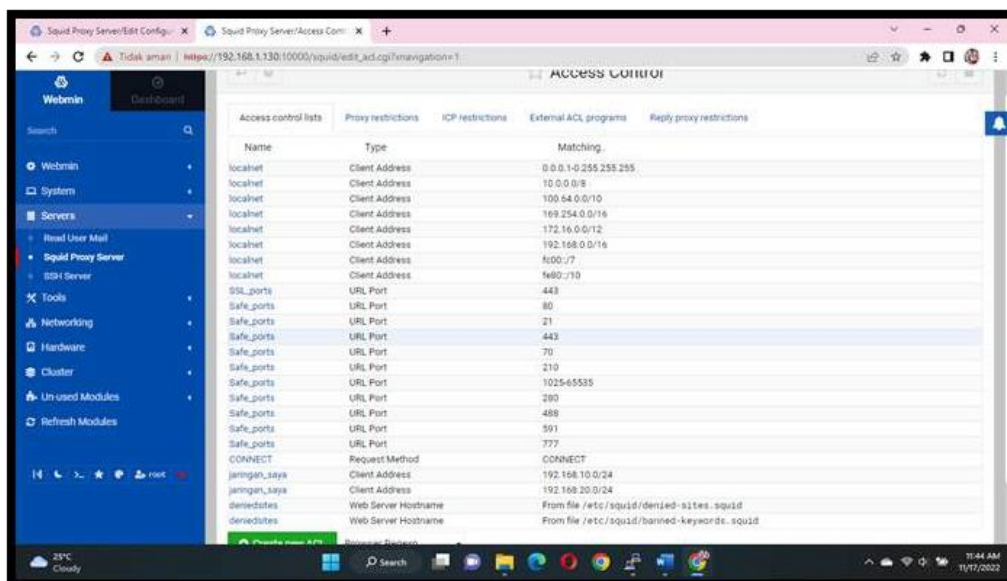 Squid Proxy Server/Edit Configur
Squid Proxy Server/Access Cont
Tidak aman | https://192.168.1.130:10000/squid/edit_acl.cgi?xnavigation=1
Webmin
Dashboard
Search
Webmin
System
Servers
Read User Mail
Squid Proxy Server
SSH Server
Tools
Networking
Hardware
Cluster
Un-used Modules
Refresh Modules
root
Access Control
Access control lists Proxy restrictions ICP restrictions External ACL programs Reply proxy restrictions
Name Type Matching..
localnet Client Address 0.0.0.1-0.255.255.255
localnet Client Address 10.0.0.0/8
localnet Client Address 100.64.0.0/10
localnet Client Address 169.254.0.0/16
localnet Client Address 172.16.0.0/12
localnet Client Address 192.168.0.0/16
localnet Client Address fc00::/7
localnet Client Address fe80::/10
SSL_ports URL Port 443
Safe_ports URL Port 80
Safe_ports URL Port 21
Safe_ports URL Port 443
Safe_ports URL Port 70
Safe_ports URL Port 210
Safe_ports URL Port 1025-65535
Safe_ports URL Port 280
Safe_ports URL Port 488
Safe_ports URL Port 591
Safe_ports URL Port 777
CONNECT Request Method CONNECT
jaringan_saya Client Address 192.168.10.0/24
jaringan_saya Client Address 192.168.20.0/24
deniedsites Web Server Hostname From file /etc/squid/denied-sites.squid
deniedsites Web Server Hostname From file /etc/squid/banned-keywords.squid
Create new ACL Browser Regexp
25°C
Cloudy
Search
11:44 AM
11/17/2022